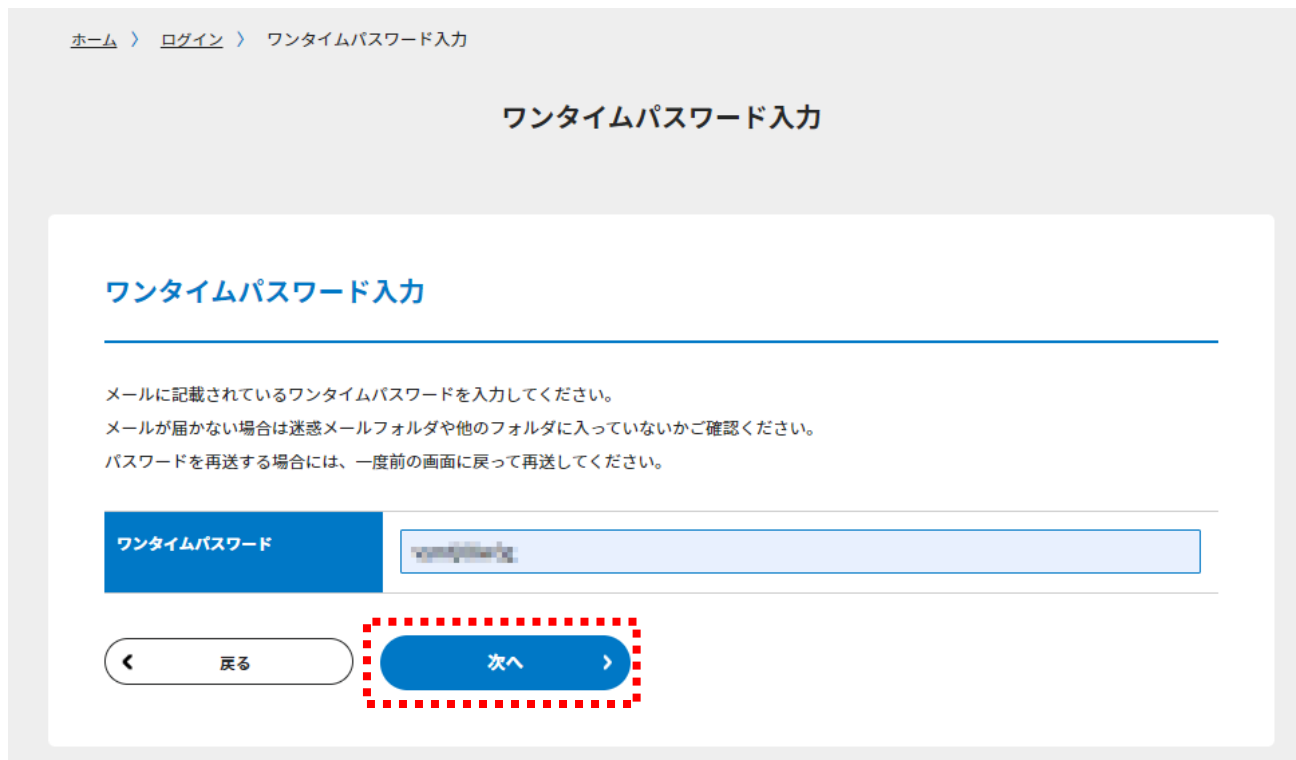 ホーム 〉 ログイン 〉 ワンタイムパスワード入力
ワンタイムパスワード入力
ワンタイムパスワード入力
メールに記載されているワンタイムパスワードを入力してください。
メールが届かない場合は迷惑メールフォルダや他のフォルダに入っていないかご確認ください。
パスワードを再送する場合には、一度前の画面に戻って再送してください。
ワンタイムパスワード
戻る
次へ